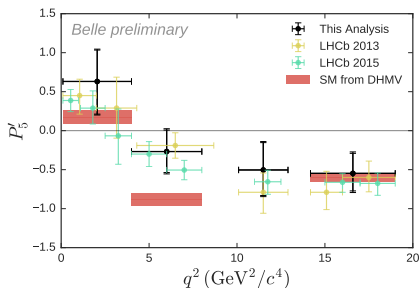 Belle preliminary
This Analysis
LHCb 2013
LHCb 2015
SM from DHMV
1.5
1.0
0.5
0.0
−0.5
−1.0
−1.5
P′5
0
5
10
15
20
q² (GeV²/c⁴)